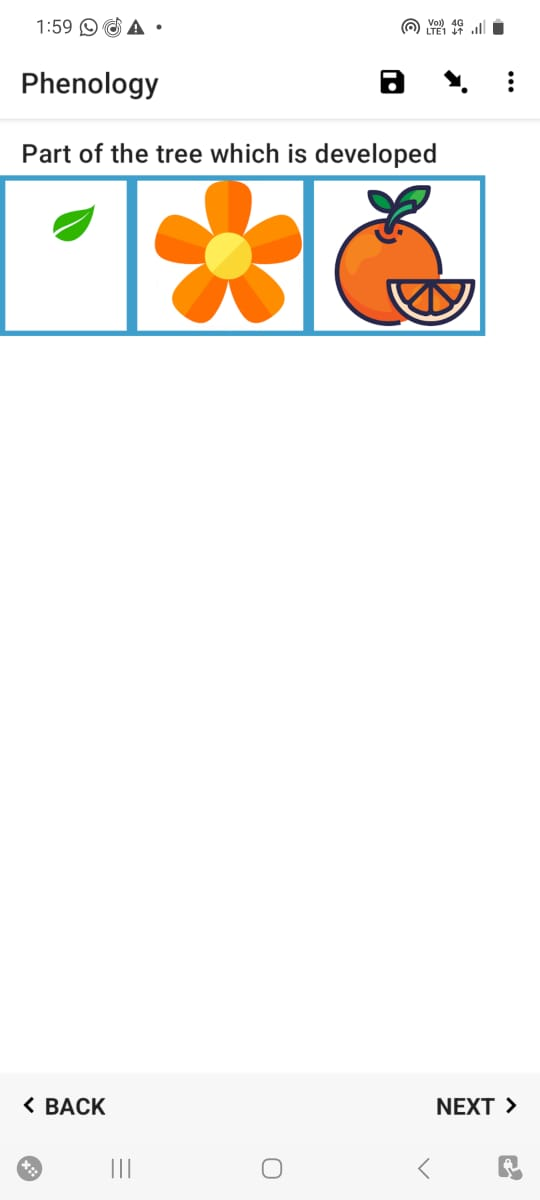 1:59
Vo)) 4G
LTE1
Phenology
Part of the tree which is developed
BACK
NEXT